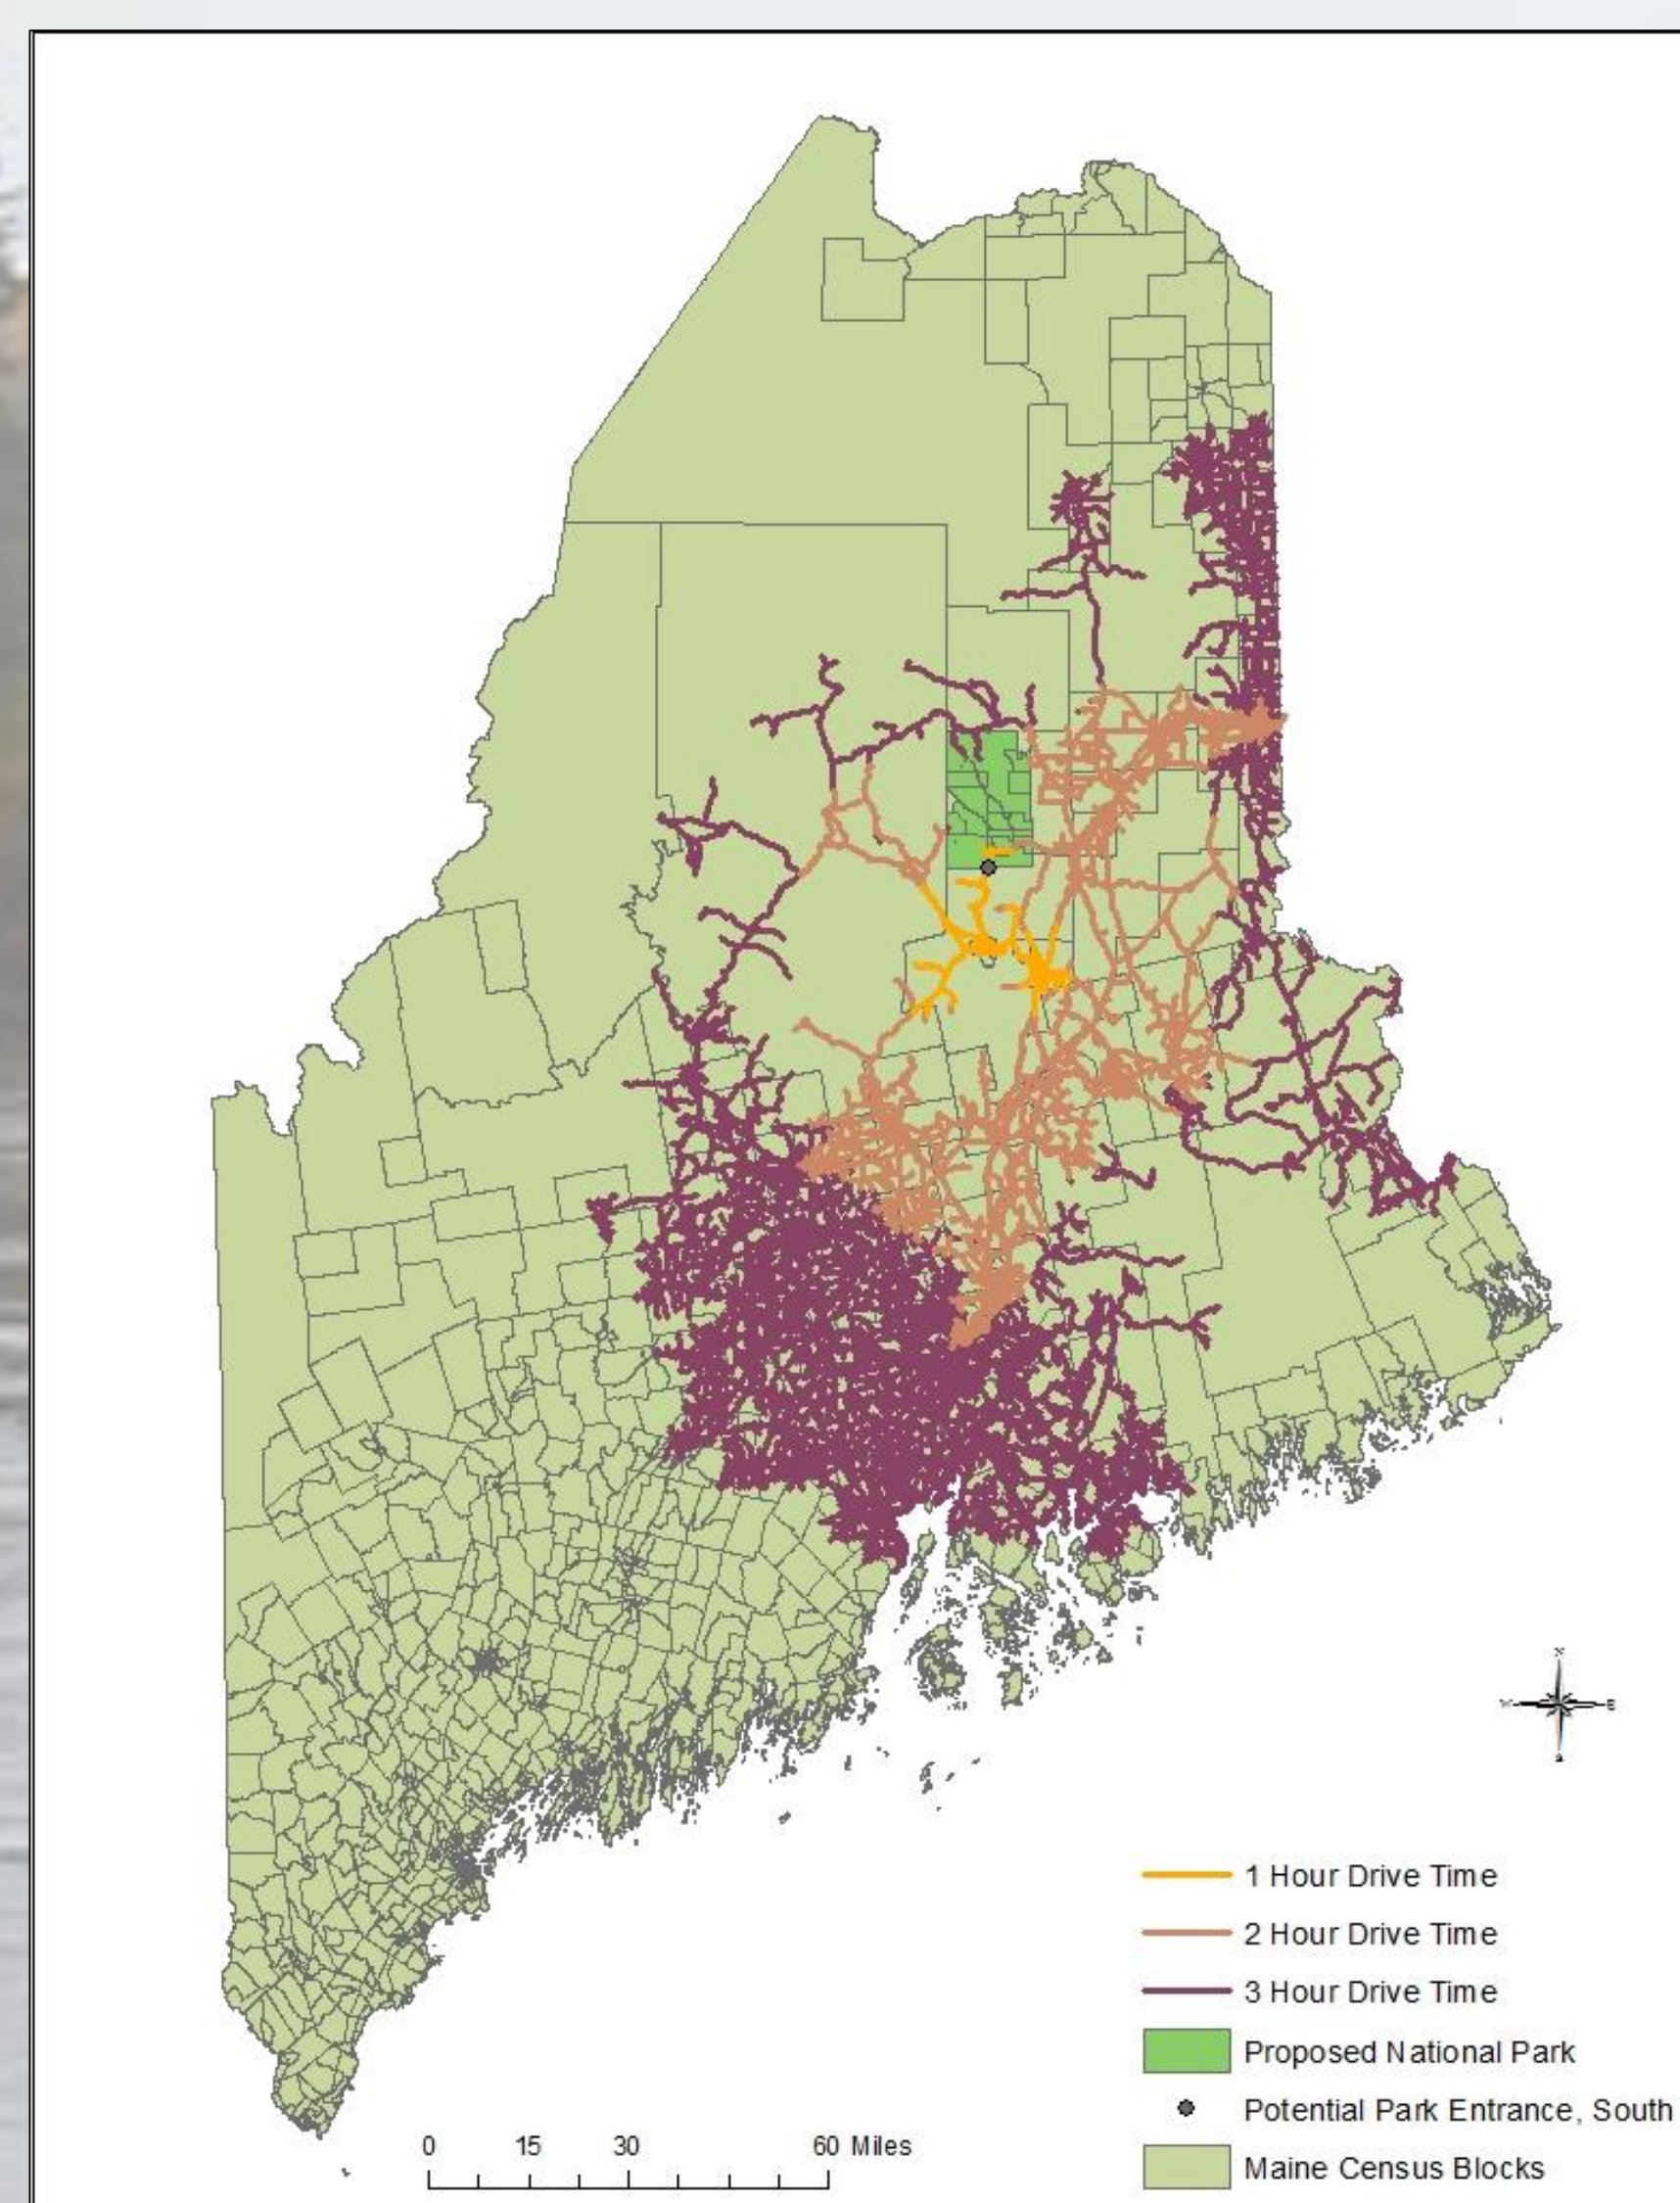 N
W
E
S
1 Hour Drive Time
2 Hour Drive Time
3 Hour Drive Time
Proposed National Park
Potential Park Entrance, South
Maine Census Blocks
0 15 30 60 Miles